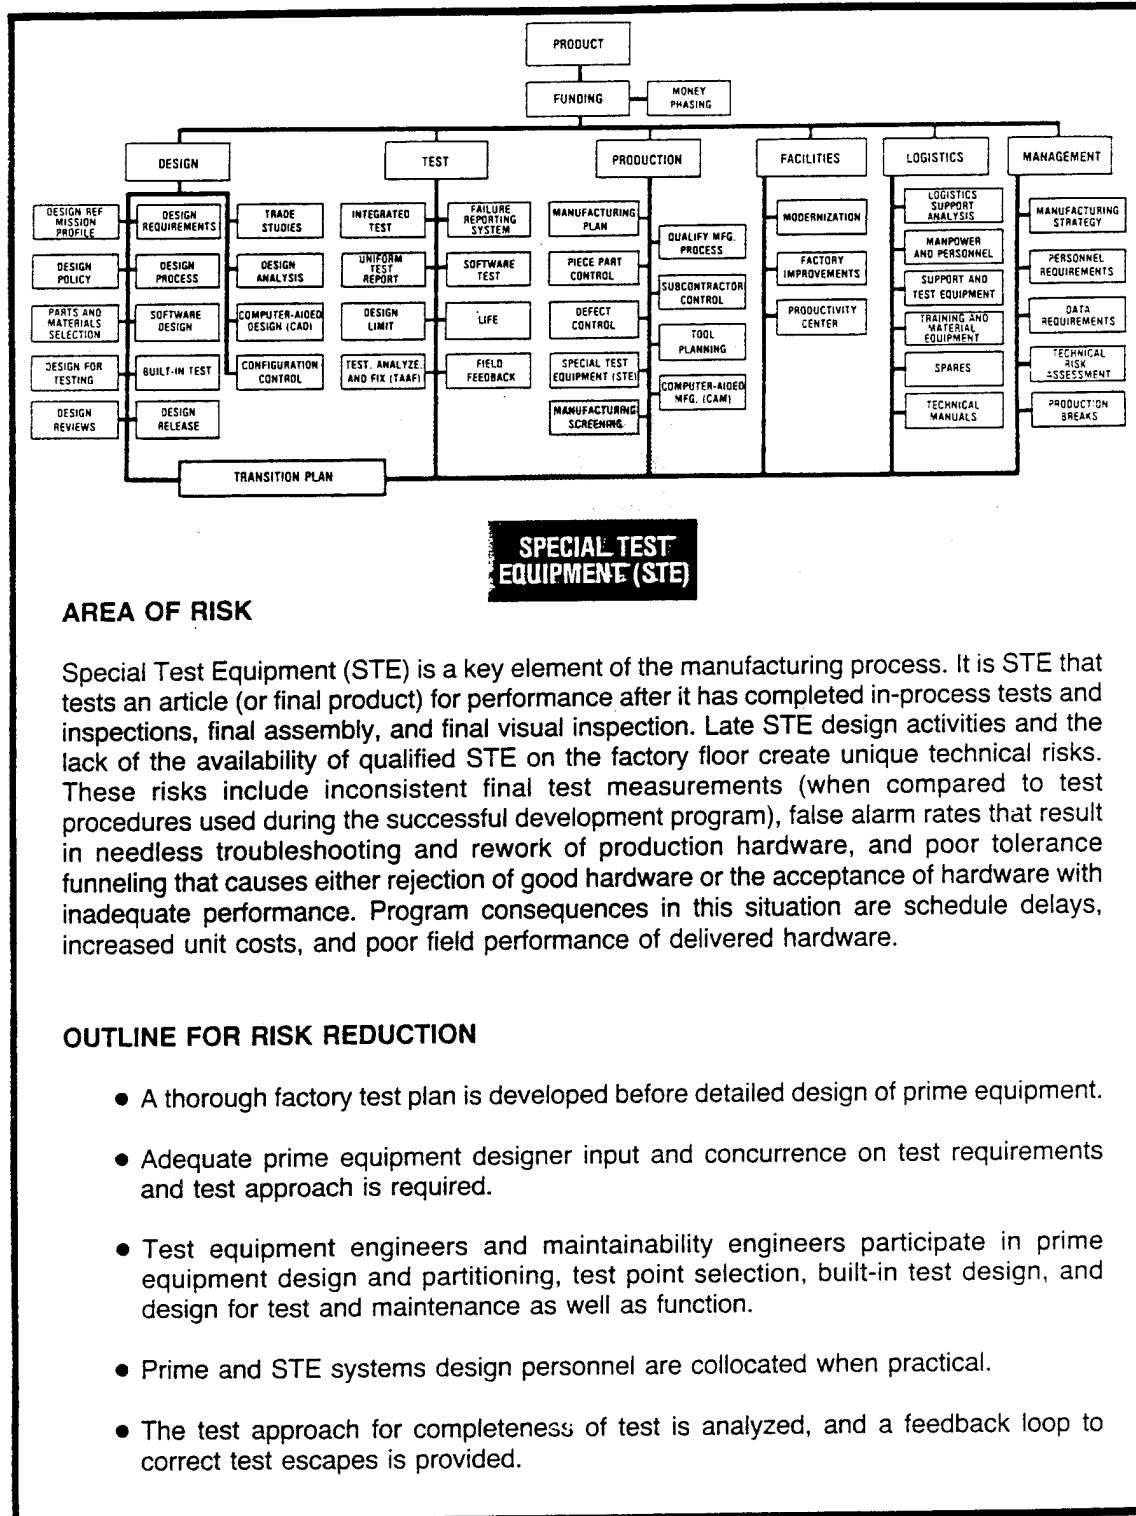 PRODUCT
FUNDING
MONEY
PHASING
DESIGN
TEST
PRODUCTION
FACILITIES
LOGISTICS
MANAGEMENT
DESIGN REF
MISSION
PROFILE
DESIGN
REQUIREMENTS
TRADE
STUDIES
DESIGN
POLICY
DESIGN
PROCESS
DESIGN
ANALYSIS
PARTS AND
MATERIALS
SELECTION
SOFTWARE
DESIGN
COMPUTER-AIDED
DESIGN (CAD)
DESIGN FOR
TESTING
BUILT-IN TEST
CONFIGURATION
CONTROL
DESIGN
REVIEWS
DESIGN
RELEASE
INTEGRATED
TEST
FAILURE
REPORTING
SYSTEM
UNIFORM
TEST
REPORT
SOFTWARE
TEST
DESIGN
LIMIT
LIFE
TEST, ANALYZE,
AND FIX (TAAF)
FIELD
FEEDBACK
MANUFACTURING
PLAN
QUALIFY MFG.
PROCESS
PIECE PART
CONTROL
SUBCONTRACTOR
CONTROL
DEFECT
CONTROL
TOOL
PLANNING
SPECIAL TEST
EQUIPMENT (STE)
COMPUTER-AIDED
MFG. (CAM)
MANUFACTURING
SCREENING
MODERNIZATION
FACTORY
IMPROVEMENTS
PRODUCTIVITY
CENTER
LOGISTICS
SUPPORT
ANALYSIS
MANPOWER
AND PERSONNEL
SUPPORT AND
TEST EQUIPMENT
TRAINING AND
MATERIAL
EQUIPMENT
SPARES
TECHNICAL
MANUALS
MANUFACTURING
STRATEGY
PERSONNEL
REQUIREMENTS
DATA
REQUIREMENTS
TECHNICAL
RISK
ASSESSMENT
PRODUCTION
BREAKS
TRANSITION PLAN
SPECIAL TEST
EQUIPMENT (STE)
AREA OF RISK
Special Test Equipment (STE) is a key element of the manufacturing process. It is STE that
tests an article (or final product) for performance after it has completed in-process tests and
inspections, final assembly, and final visual inspection. Late STE design activities and the
lack of the availability of qualified STE on the factory floor create unique technical risks.
These risks include inconsistent final test measurements (when compared to test
procedures used during the successful development program), false alarm rates that result
in needless troubleshooting and rework of production hardware, and poor tolerance
funneling that causes either rejection of good hardware or the acceptance of hardware with
inadequate performance. Program consequences in this situation are schedule delays,
increased unit costs, and poor field performance of delivered hardware.
OUTLINE FOR RISK REDUCTION
● A thorough factory test plan is developed before detailed design of prime equipment.
● Adequate prime equipment designer input and concurrence on test requirements
and test approach is required.
● Test equipment engineers and maintainability engineers participate in prime
equipment design and partitioning, test point selection, built-in test design, and
design for test and maintenance as well as function.
● Prime and STE systems design personnel are collocated when practical.
● The test approach for completeness of test is analyzed, and a feedback loop to
correct test escapes is provided.